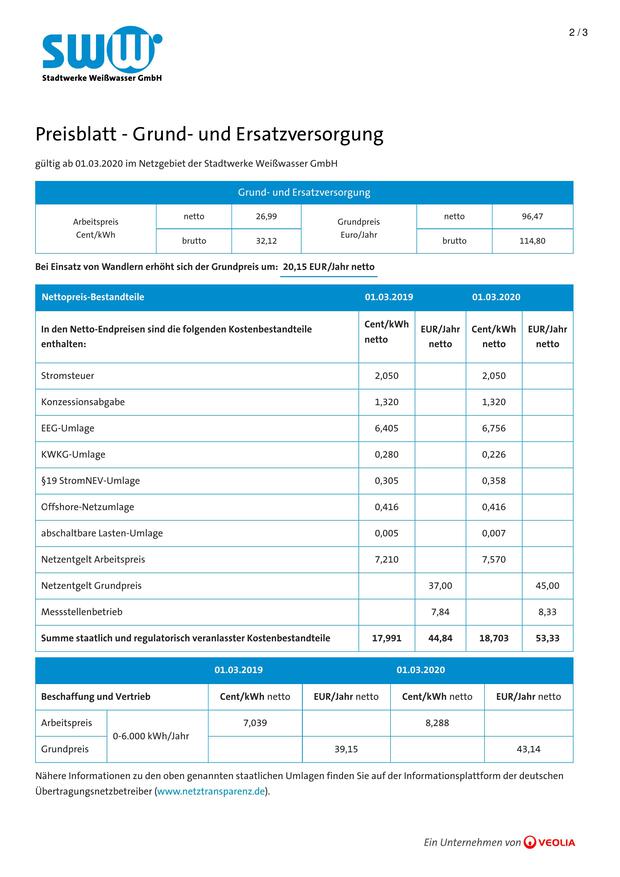 2 / 3
sww
Stadtwerke Weißwasser GmbH
Preisblatt - Grund- und Ersatzversorgung
gültig ab 01.03.2020 im Netzgebiet der Stadtwerke Weißwasser GmbH
Grund- und Ersatzversorgung
Arbeitspreis Cent/kWh netto 26,99 Grundpreis Euro/Jahr netto 96,47
brutto 32,12 brutto 114,80
Bei Einsatz von Wandlern erhöht sich der Grundpreis um: 20,15 EUR/Jahr netto
Nettopreis-Bestandteile 01.03.2019 01.03.2020
In den Netto-Endpreisen sind die folgenden Kostenbestandteile enthalten: Cent/kWh netto EUR/Jahr netto Cent/kWh netto EUR/Jahr netto
Stromsteuer 2,050 2,050
Konzessionsabgabe 1,320 1,320
EEG-Umlage 6,405 6,756
KWKG-Umlage 0,280 0,226
§19 StromNEV-Umlage 0,305 0,358
Offshore-Netzumlage 0,416 0,416
abschaltbare Lasten-Umlage 0,005 0,007
Netzentgelt Arbeitspreis 7,210 7,570
Netzentgelt Grundpreis 37,00 45,00
Messstellenbetrieb 7,84 8,33
Summe staatlich und regulatorisch veranlasster Kostenbestandteile 17,991 44,84 18,703 53,33
01.03.2019 01.03.2020
Beschaffung und Vertrieb Cent/kWh netto EUR/Jahr netto Cent/kWh netto EUR/Jahr netto
Arbeitspreis 0-6.000 kWh/Jahr 7,039 8,288
Grundpreis 39,15 43,14
Nähere Informationen zu den oben genannten staatlichen Umlagen finden Sie auf der Informationsplattform der deutschen
Übertragungsnetzbetreiber (www.netztransparenz.de).
Ein Unternehmen von VEOLIA